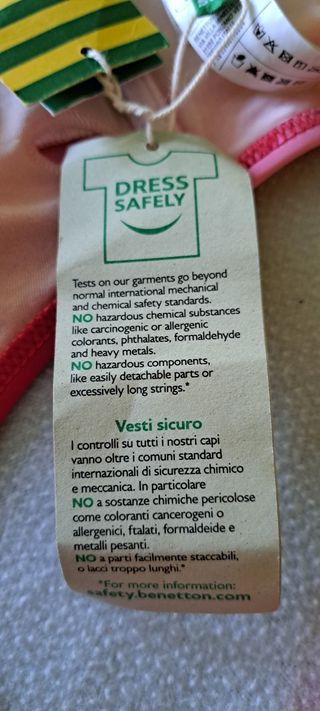 DRESS
SAFELY
Tests on our garments go beyond
normal international mechanical
and chemical safety standards.
NO hazardous chemical substances
like carcinogenic or allergenic
colorants, phthalates, formaldehyde
and heavy metals.
NO hazardous components,
like easily detachable parts or
excessively long strings.*
Vesti sicuro
I controlli su tutti i nostri capi
vanno oltre i comuni standard
internazionali di sicurezza chimico
e meccanica. In particolare
NO a sostanze chimiche pericolose
come coloranti cancerogeni o
allergenici, ftalati, formaldeide e
metalli pesanti.
NO a parti facilmente staccabili,
o lacci troppo lunghi.*
*For more information:
safety.benetton.com